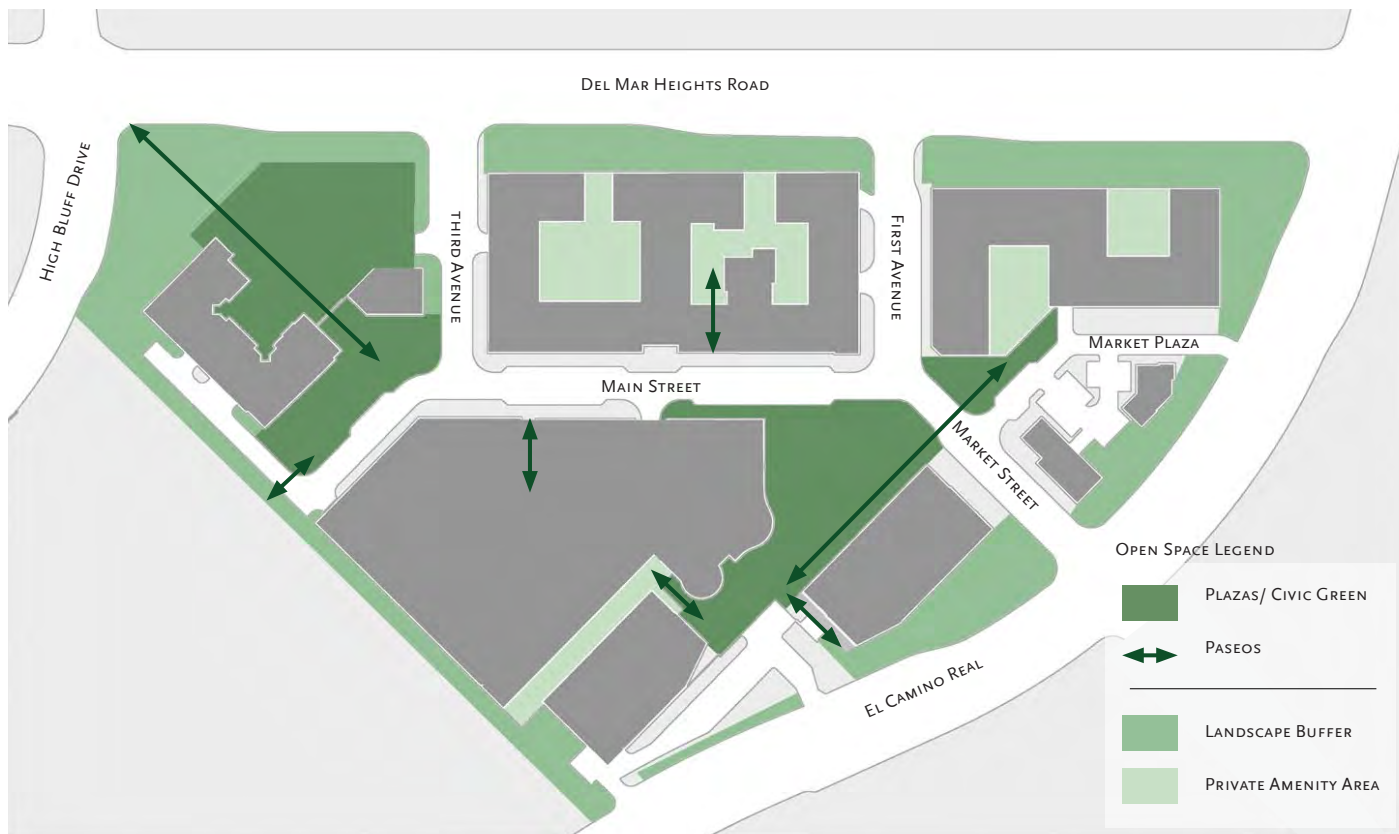 Del Mar Heights Road
High Bluff Drive
Third Avenue
First Avenue
Market Plaza
Main Street
Market Street
El Camino Real
Open Space Legend
Plazas/ Civic Green
Paseos
Landscape Buffer
Private Amenity Area